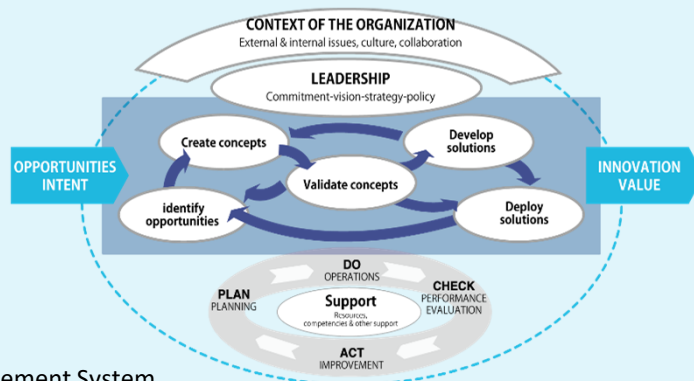 CONTEXT OF THE ORGANIZATION
External & internal issues, culture, collaboration
LEADERSHIP
Commitment-vision-strategy-policy
OPPORTUNITIES
INTENT
Create concepts
Develop
solutions
Validate concepts
identify
opportunities
Deploy
solutions
INNOVATION
VALUE
DO
OPERATIONS
PLAN
PLANNING
CHECK
PERFORMANCE
EVALUATION
Support
Resources,
competencies & other support
ACT
IMPROVEMENT
ement System